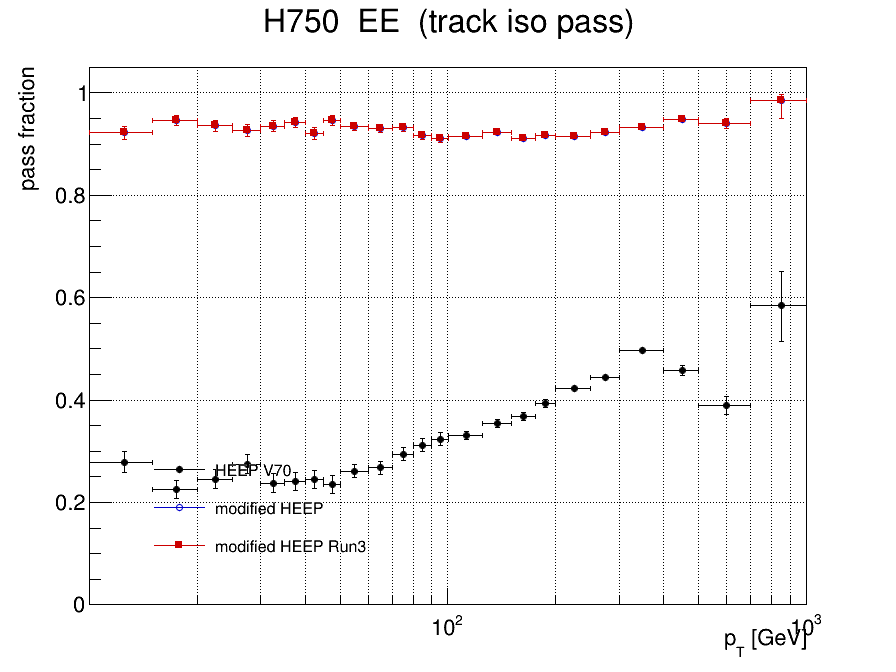 H750 EE (track iso pass)
pass fraction
1
0.8
0.6
0.4
0.2
0
HEEP V70
modified HEEP
modified HEEP Run3
10²
10³
p_T [GeV]